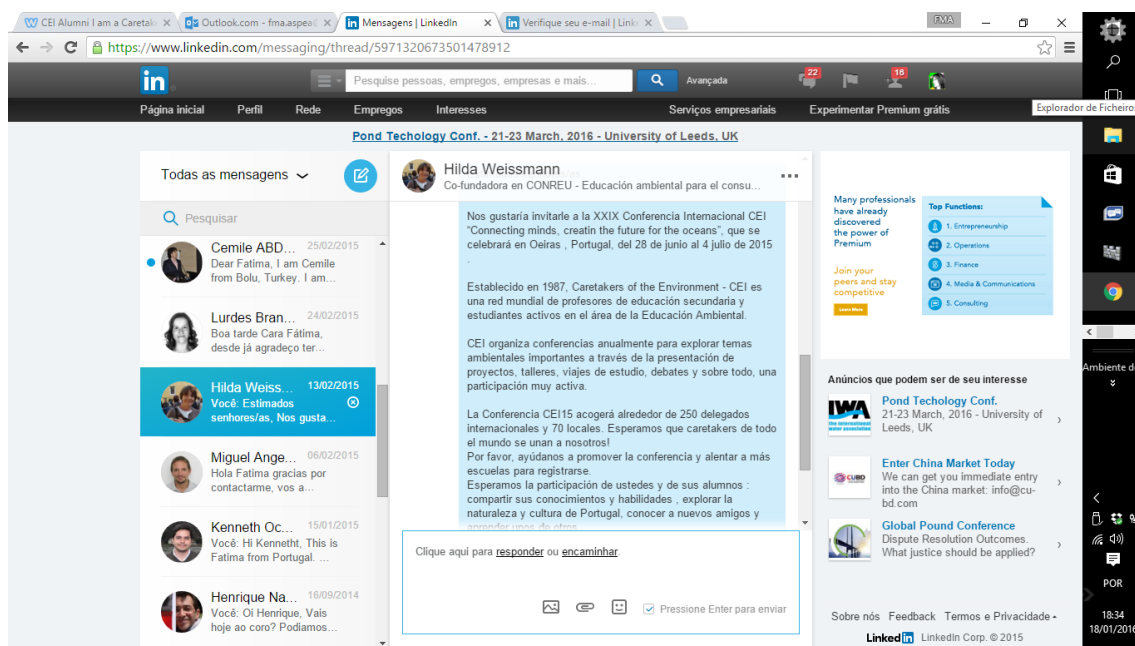 CEI Alumni I am a Caretak
Outlook.com - fma.aspea
Mensagens | LinkedIn
Verifique seu e-mail | Link
FMA
https://www.linkedin.com/messaging/thread/5971320673501478912
in
Pesquise pessoas, empregos, empresas e mais...
Avançada
22
18
Página inicial Perfil Rede Empregos Interesses Serviços empresariais Experimentar Premium grátis
Explorador de Ficheiros
Pond Techology Conf. - 21-23 March, 2016 - University of Leeds, UK
Todas as mensagens
Pesquisar
Cemile ABD... 25/02/2015
Dear Fatima, I am Cemile
from Bolu, Turkey. I am...
Lurdes Bran... 24/02/2015
Boa tarde Cara Fátima,
desde já agradeço ter...
Hilda Weiss... 13/02/2015
Você: Estimados
senhores/as, Nos gusta...
Miguel Ange... 06/02/2015
Hola Fatima gracias por
contactarme, vos a...
Kenneth Oc... 15/01/2015
Você: Hi Kennetht, This is
Fatima from Portugal. ...
Henrique Na... 16/09/2014
Você: Oi Henrique, Vais
hoje ao coro? Podiamos...
Hilda Weissmann
Co-fundadora en CONREU - Educación ambiental para el consu...
Nos gustaría invitarle a la XXIX Conferencia Internacional CEI
“Connecting minds, creatin the future for the oceans”, que se
celebrará en Oeiras , Portugal, del 28 de junio al 4 julio de 2015
.
Establecido en 1987, Caretakers of the Environment - CEI es
una red mundial de profesores de educación secundaria y
estudiantes activos en el área de la Educación Ambiental.
CEI organiza conferencias anualmente para explorar temas
ambientales importantes a través de la presentación de
proyectos, talleres, viajes de estudio, debates y sobre todo, una
participación muy activa.
La Conferencia CEI15 acogerá alrededor de 250 delegados
internacionales y 70 locales. Esperamos que caretakers de todo
el mundo se unan a nosotros!
Por favor, ayúdanos a promover la conferencia y alentar a más
escuelas para registrarse.
Esperamos la participación de ustedes y de sus alumnos :
compartir sus conocimientos y habilidades , explorar la
naturaleza y cultura de Portugal, conocer a nuevos amigos y
aprender unos de otros
Clique aqui para responder ou encaminhar.
Pressione Enter para enviar
Many professionals
have already
discovered
the power of
Premium
Join your
peers and stay
competitive
Learn More
Top Functions:
1. Entrepreneurship
2. Operations
3. Finance
4. Media & Communications
5. Consulting
Anúncios que podem ser de seu interesse
IWA
the international
water association
Pond Techology Conf.
21-23 March, 2016 - University of
Leeds, UK
CUBD
Enter China Market Today
We can get you immediate entry
into the China market: info@cu-
bd.com
Global Pound Conference
Dispute Resolution Outcomes.
What justice should be applied?
Sobre nós Feedback Termos e Privacidade
Linked in LinkedIn Corp. © 2015
Ambiente de
POR
18:34
18/01/2016